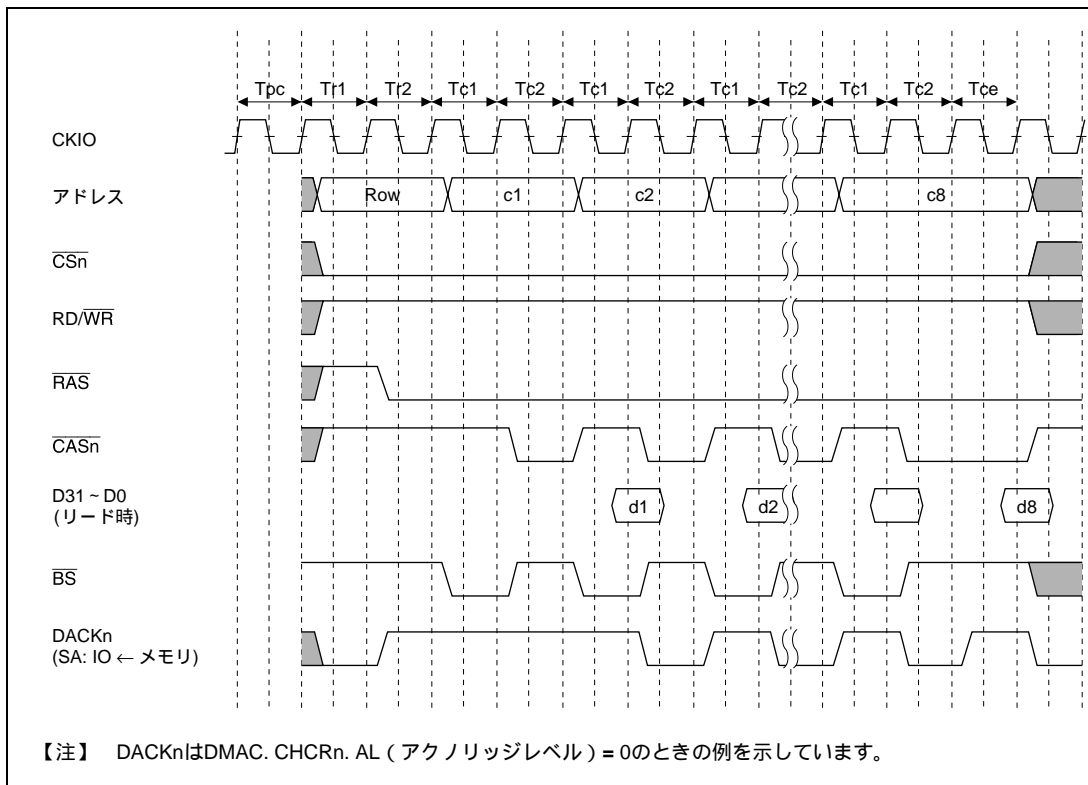 Tpc Tr1 Tr2 Tc1 Tc2 Tc1 Tc2 Tc1 Tc2 Tc1 Tc2 Tce
CKIO
アドレス Row c1 c2 c8
CSn
RD/WR
RAS
CASn
D31 ~ D0
(リード時) d1 d2 d8
BS
DACKn
(SA: IO ← メモリ)
【注】 DACKnはDMAC. CHCRn. AL ( アクノリッジレベル ) = 0のときの例を示しています。